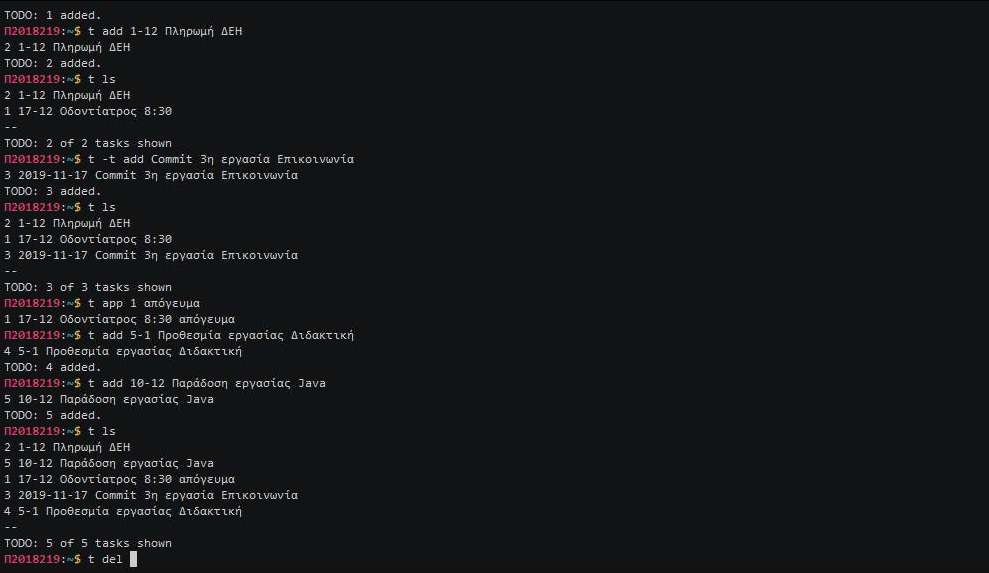 TODO: 1 added.
Π2018219:~$ t add 1-12 Πληρωμή ΔΕΗ
2 1-12 Πληρωμή ΔΕΗ
TODO: 2 added.
Π2018219:~$ t ls
2 1-12 Πληρωμή ΔΕΗ
1 17-12 Οδοντίατρος 8:30
--
TODO: 2 of 2 tasks shown
Π2018219:~$ t -t add Commit 3η εργασία Επικοινωνία
3 2019-11-17 Commit 3η εργασία Επικοινωνία
TODO: 3 added.
Π2018219:~$ t ls
2 1-12 Πληρωμή ΔΕΗ
1 17-12 Οδοντίατρος 8:30
3 2019-11-17 Commit 3η εργασία Επικοινωνία
--
TODO: 3 of 3 tasks shown
Π2018219:~$ t app 1 απόγευμα
1 17-12 Οδοντίατρος 8:30 απόγευμα
Π2018219:~$ t add 5-1 Προθεσμία εργασίας Διδακτική
4 5-1 Προθεσμία εργασίας Διδακτική
TODO: 4 added.
Π2018219:~$ t add 10-12 Παράδοση εργασίας Java
5 10-12 Παράδοση εργασίας Java
TODO: 5 added.
Π2018219:~$ t ls
2 1-12 Πληρωμή ΔΕΗ
5 10-12 Παράδοση εργασίας Java
1 17-12 Οδοντίατρος 8:30 απόγευμα
3 2019-11-17 Commit 3η εργασία Επικοινωνία
4 5-1 Προθεσμία εργασίας Διδακτική
--
TODO: 5 of 5 tasks shown
Π2018219:~$ t del